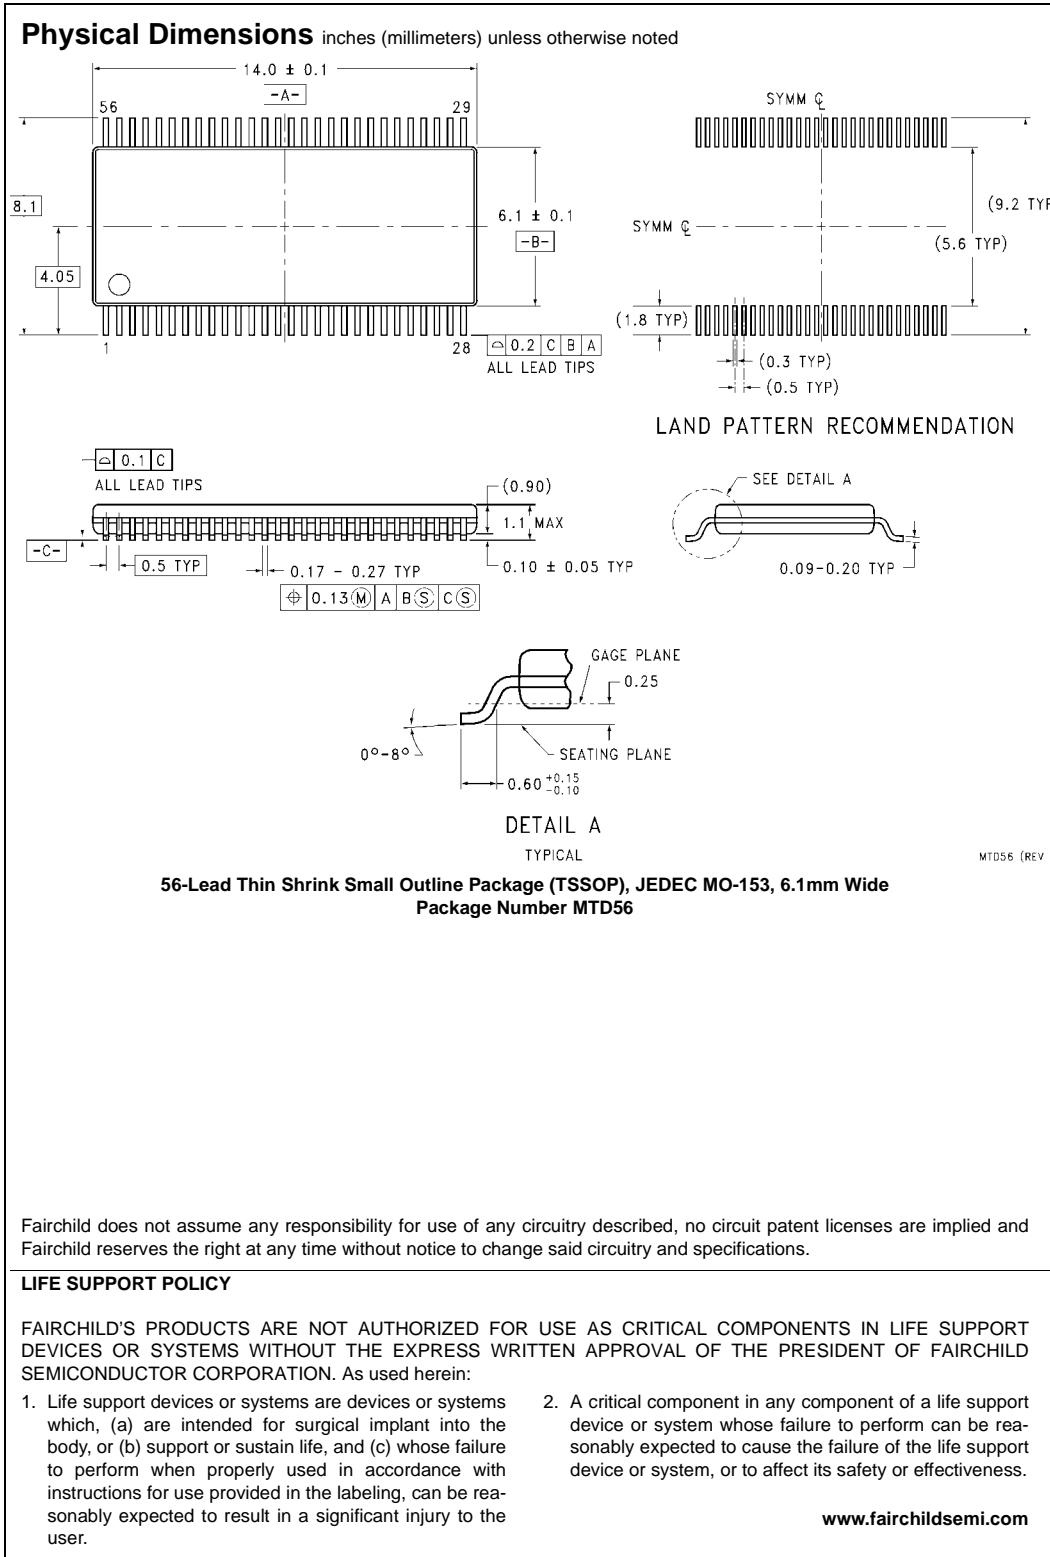 Physical Dimensions inches (millimeters) unless otherwise noted
14.0 ± 0.1
-A-
56
29
8.1
4.05
6.1 ± 0.1
-B-
1
28
⌓ 0.2 C B A
ALL LEAD TIPS
SYMM ℄
SYMM ℄
(9.2 TYP
(5.6 TYP)
(1.8 TYP)
(0.3 TYP)
(0.5 TYP)
LAND PATTERN RECOMMENDATION
⌓ 0.1 C
ALL LEAD TIPS
(0.90)
1.1 MAX
-C-
0.5 TYP
0.17 - 0.27 TYP
0.10 ± 0.05 TYP
⌖ 0.13 Ⓜ A BⓈ CⓈ
SEE DETAIL A
0.09-0.20 TYP
GAGE PLANE
0.25
0°-8°
SEATING PLANE
0.60 +0.15 -0.10
DETAIL A
TYPICAL
MTD56 (REV
56-Lead Thin Shrink Small Outline Package (TSSOP), JEDEC MO-153, 6.1mm Wide
Package Number MTD56
Fairchild does not assume any responsibility for use of any circuitry described, no circuit patent licenses are implied and
Fairchild reserves the right at any time without notice to change said circuitry and specifications.
LIFE SUPPORT POLICY
FAIRCHILD'S PRODUCTS ARE NOT AUTHORIZED FOR USE AS CRITICAL COMPONENTS IN LIFE SUPPORT
DEVICES OR SYSTEMS WITHOUT THE EXPRESS WRITTEN APPROVAL OF THE PRESIDENT OF FAIRCHILD
SEMICONDUCTOR CORPORATION. As used herein:
1. Life support devices or systems are devices or systems
which, (a) are intended for surgical implant into the
body, or (b) support or sustain life, and (c) whose failure
to perform when properly used in accordance with
instructions for use provided in the labeling, can be rea-
sonably expected to result in a significant injury to the
user.
2. A critical component in any component of a life support
device or system whose failure to perform can be rea-
sonably expected to cause the failure of the life support
device or system, or to affect its safety or effectiveness.
www.fairchildsemi.com